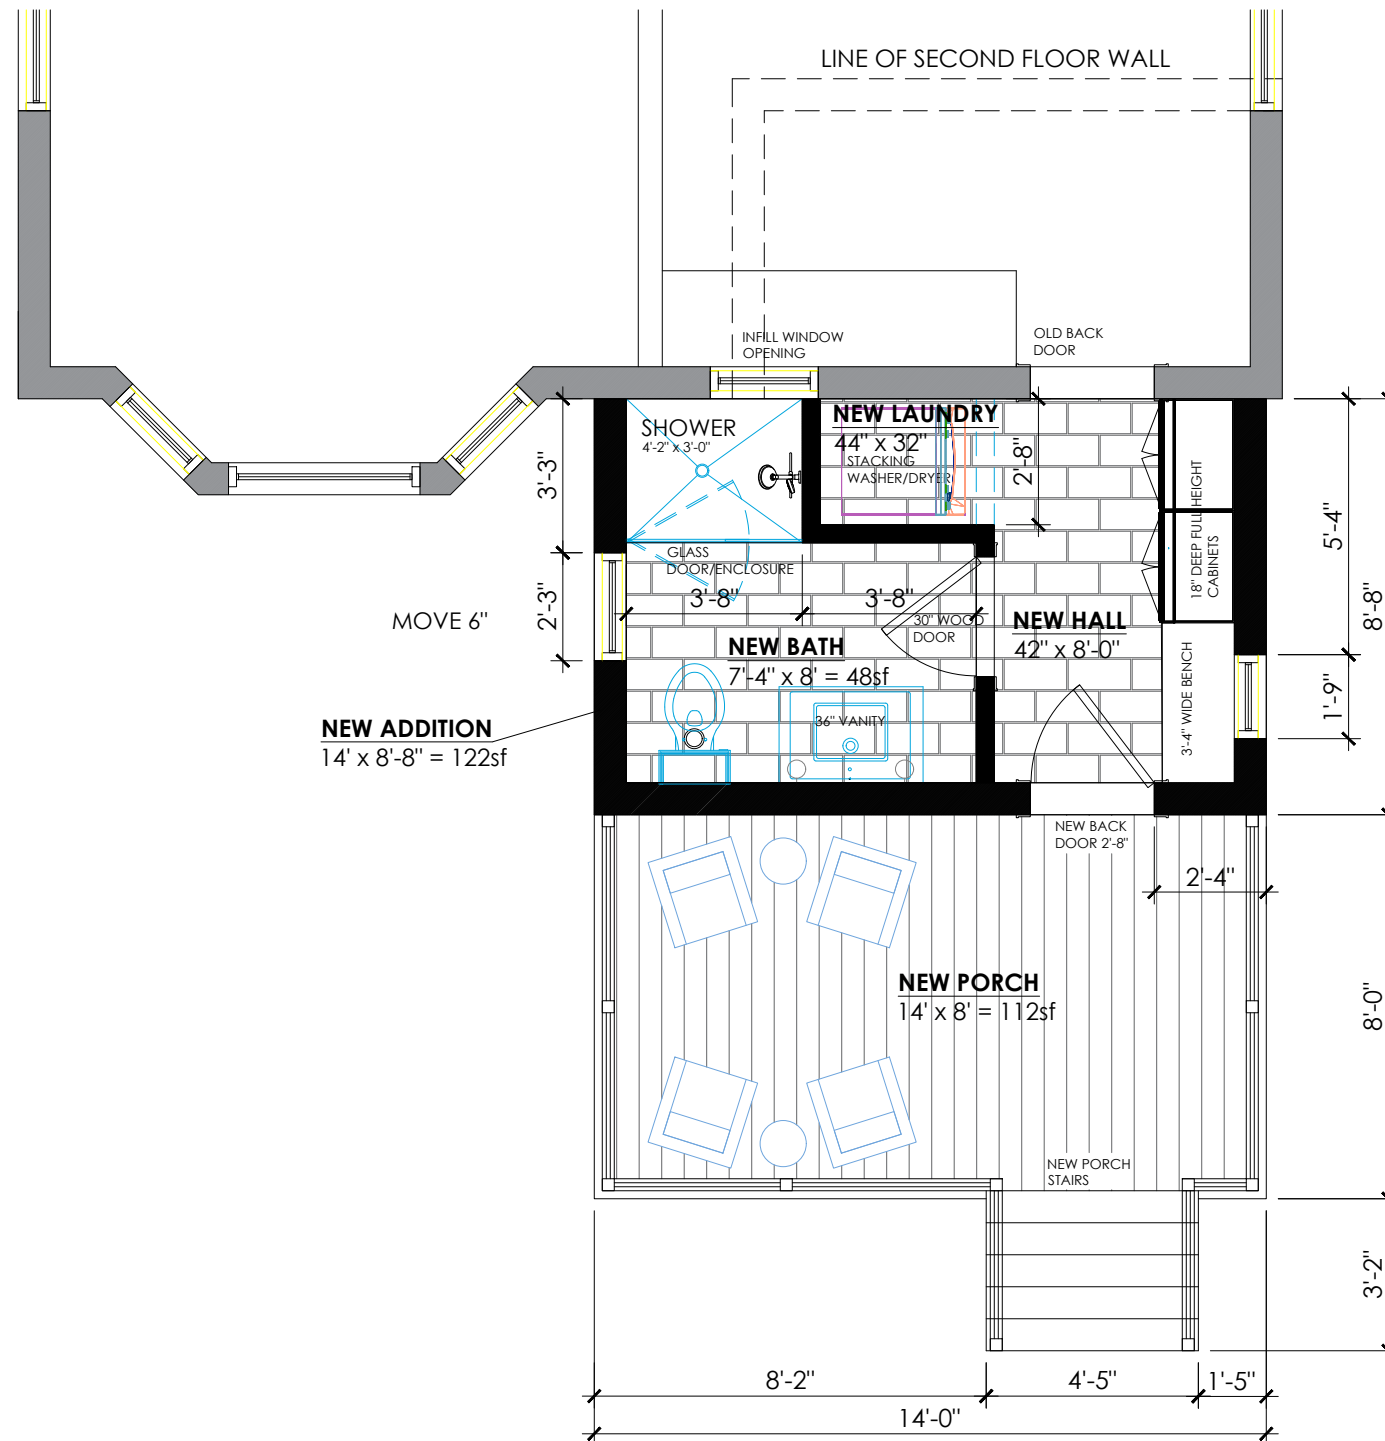 LINE OF SECOND FLOOR WALL
INFILL WINDOW
OPENING
OLD BACK
DOOR
NEW LAUNDRY
44" x 32"
STACKING
WASHER/DRYER
SHOWER
4'-2" x 3'-0"
2'-8"
3'-3"
5'-4"
18" DEEP FULL HEIGHT
CABINETS
GLASS
DOOR/ENCLOSURE
3'-8"
3'-8"
2'-3"
MOVE 6"
30" WOOD
DOOR
NEW HALL
42" x 8'-0"
8'-8"
NEW BATH
7'-4" x 8' = 48sf
3'-4" WIDE BENCH
1'-9"
36" VANITY
NEW ADDITION
14' x 8'-8" = 122sf
NEW BACK
DOOR 2'-8"
2'-4"
NEW PORCH
14' x 8' = 112sf
8'-0"
NEW PORCH
STAIRS
3'-2"
8'-2"
4'-5"
1'-5"
14'-0"